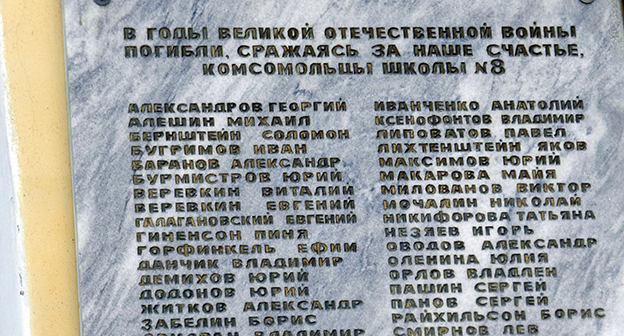 В ГОДЫ ВЕЛИКОЙ ОТЕЧЕСТВЕННОЙ ВОЙНЫ
ПОГИБЛИ, СРАЖАЯСЬ ЗА НАШЕ СЧАСТЬЕ,
КОМСОМОЛЬЦЫ ШКОЛЫ №8
АЛЕКСАНДРОВ ГЕОРГИЙ
АЛЕШИН МИХАИЛ
БЕРНШТЕЙН СОЛОМОН
БУГРИМОВ ИВАН
БАРАНОВ АЛЕКСАНДР
БУРМИСТРОВ ЮРИЙ
ВЕРЕВКИН ВИТАЛИЙ
ВЕРЕВКИН ЕВГЕНИЙ
ГАЛАГАНОВСКИЙ ЕВГЕНИЙ
ГИНЕНСОН ПИНЯ
ГОРФИНКЕЛЬ ЕФИМ
ДАНЧИК ВЛАДИМИР
ДЕМИХОВ ЮРИЙ
ДОДОНОВ ЮРИЙ
ЖИТКОВ АЛЕКСАНДР
ЗАБЕЛИН БОРИС
ВЛАДИМИР
ИВАНЧЕНКО АНАТОЛИЙ
КСЕНОФОНТОВ ВЛАДИМИР
ЛИПОВАТОВ ПАВЕЛ
ЛИХТЕНШТЕЙН ЯКОВ
МАКСИМОВ ЮРИЙ
МАКАРОВА МАЙЯ
МИЛОВАНОВ ВИКТОР
МОЧАЛИН НИКОЛАЙ
НИКИФОРОВА ТАТЬЯНА
НЕЗЯЕВ ИГОРЬ
ОВОДОВ АЛЕКСАНДР
ОЛЕНИНА ЮЛИЯ
ОРЛОВ ВЛАДЛЕН
ПАШИН СЕРГЕЙ
ПАНОВ СЕРГЕЙ
РАЙХИЛЬСОН БОРИС
СМИРНОВ ЛЕВ